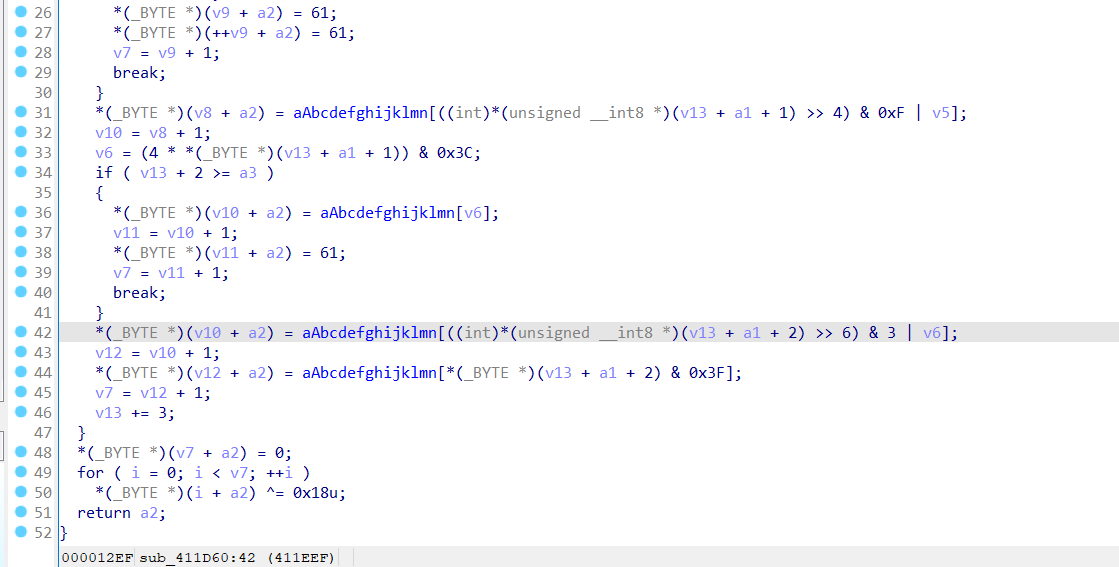 26 *(_BYTE *)(v9 + a2) = 61;
27 *(_BYTE *)(++v9 + a2) = 61;
28 v7 = v9 + 1;
29 break;
30 }
31 *(_BYTE *)(v8 + a2) = aAbcdefghijklmn[((int)*(unsigned __int8 *)(v13 + a1 + 1) >> 4) & 0xF | v5];
32 v10 = v8 + 1;
33 v6 = (4 * *(_BYTE *)(v13 + a1 + 1)) & 0x3C;
34 if ( v13 + 2 >= a3 )
35 {
36 *(_BYTE *)(v10 + a2) = aAbcdefghijklmn[v6];
37 v11 = v10 + 1;
38 *(_BYTE *)(v11 + a2) = 61;
39 v7 = v11 + 1;
40 break;
41 }
42 *(_BYTE *)(v10 + a2) = aAbcdefghijklmn[((int)*(unsigned __int8 *)(v13 + a1 + 2) >> 6) & 3 | v6];
43 v12 = v10 + 1;
44 *(_BYTE *)(v12 + a2) = aAbcdefghijklmn[*(_BYTE *)(v13 + a1 + 2) & 0x3F];
45 v7 = v12 + 1;
46 v13 += 3;
47 }
48 *(_BYTE *)(v7 + a2) = 0;
49 for ( i = 0; i < v7; ++i )
50 *(_BYTE *)(i + a2) ^= 0x18u;
51 return a2;
52 }
000012EF sub_411D60:42 (411EEF)